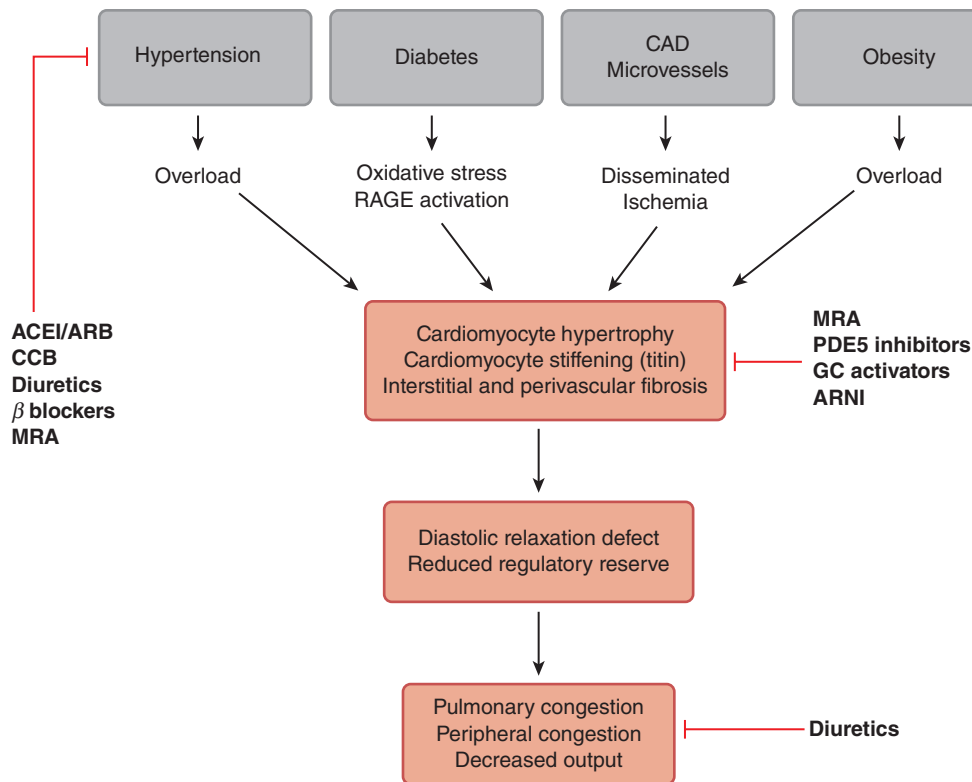 Hypertension
Diabetes
CAD
Microvessels
Obesity
Overload
Oxidative stress
RAGE activation
Disseminated
Ischemia
Overload
ACEI/ARB
CCB
Diuretics
β blockers
MRA
Cardiomyocyte hypertrophy
Cardiomyocyte stiffening (titin)
Interstitial and perivascular fibrosis
MRA
PDE5 inhibitors
GC activators
ARNI
Diastolic relaxation defect
Reduced regulatory reserve
Pulmonary congestion
Peripheral congestion
Decreased output
Diuretics